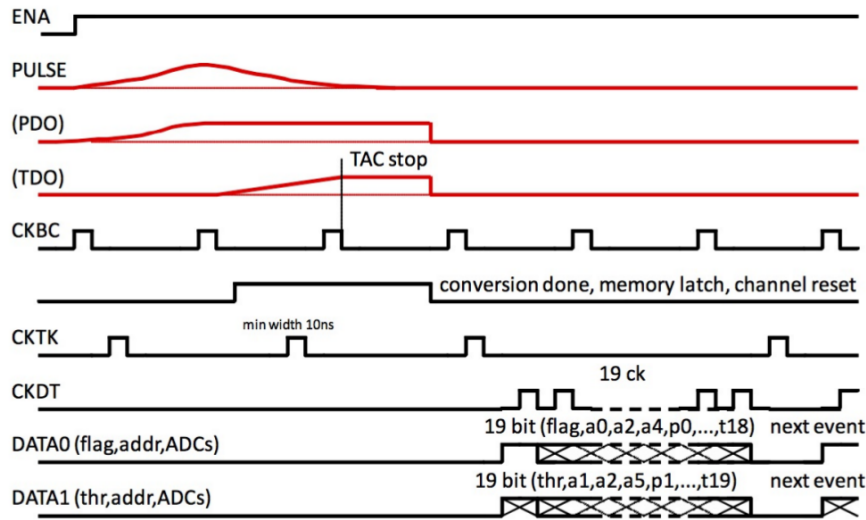 ENA
PULSE
(PDO)
TAC stop
(TDO)
CKBC
conversion done, memory latch, channel reset
min width 10ns
CKTK
19 ck
CKDT
19 bit (flag,a0,a2,a4,p0,...,t18) next event
DATA0 (flag,addr,ADCs)
19 bit (thr,a1,a2,a5,p1,...,t19) next event
DATA1 (thr,addr,ADCs)